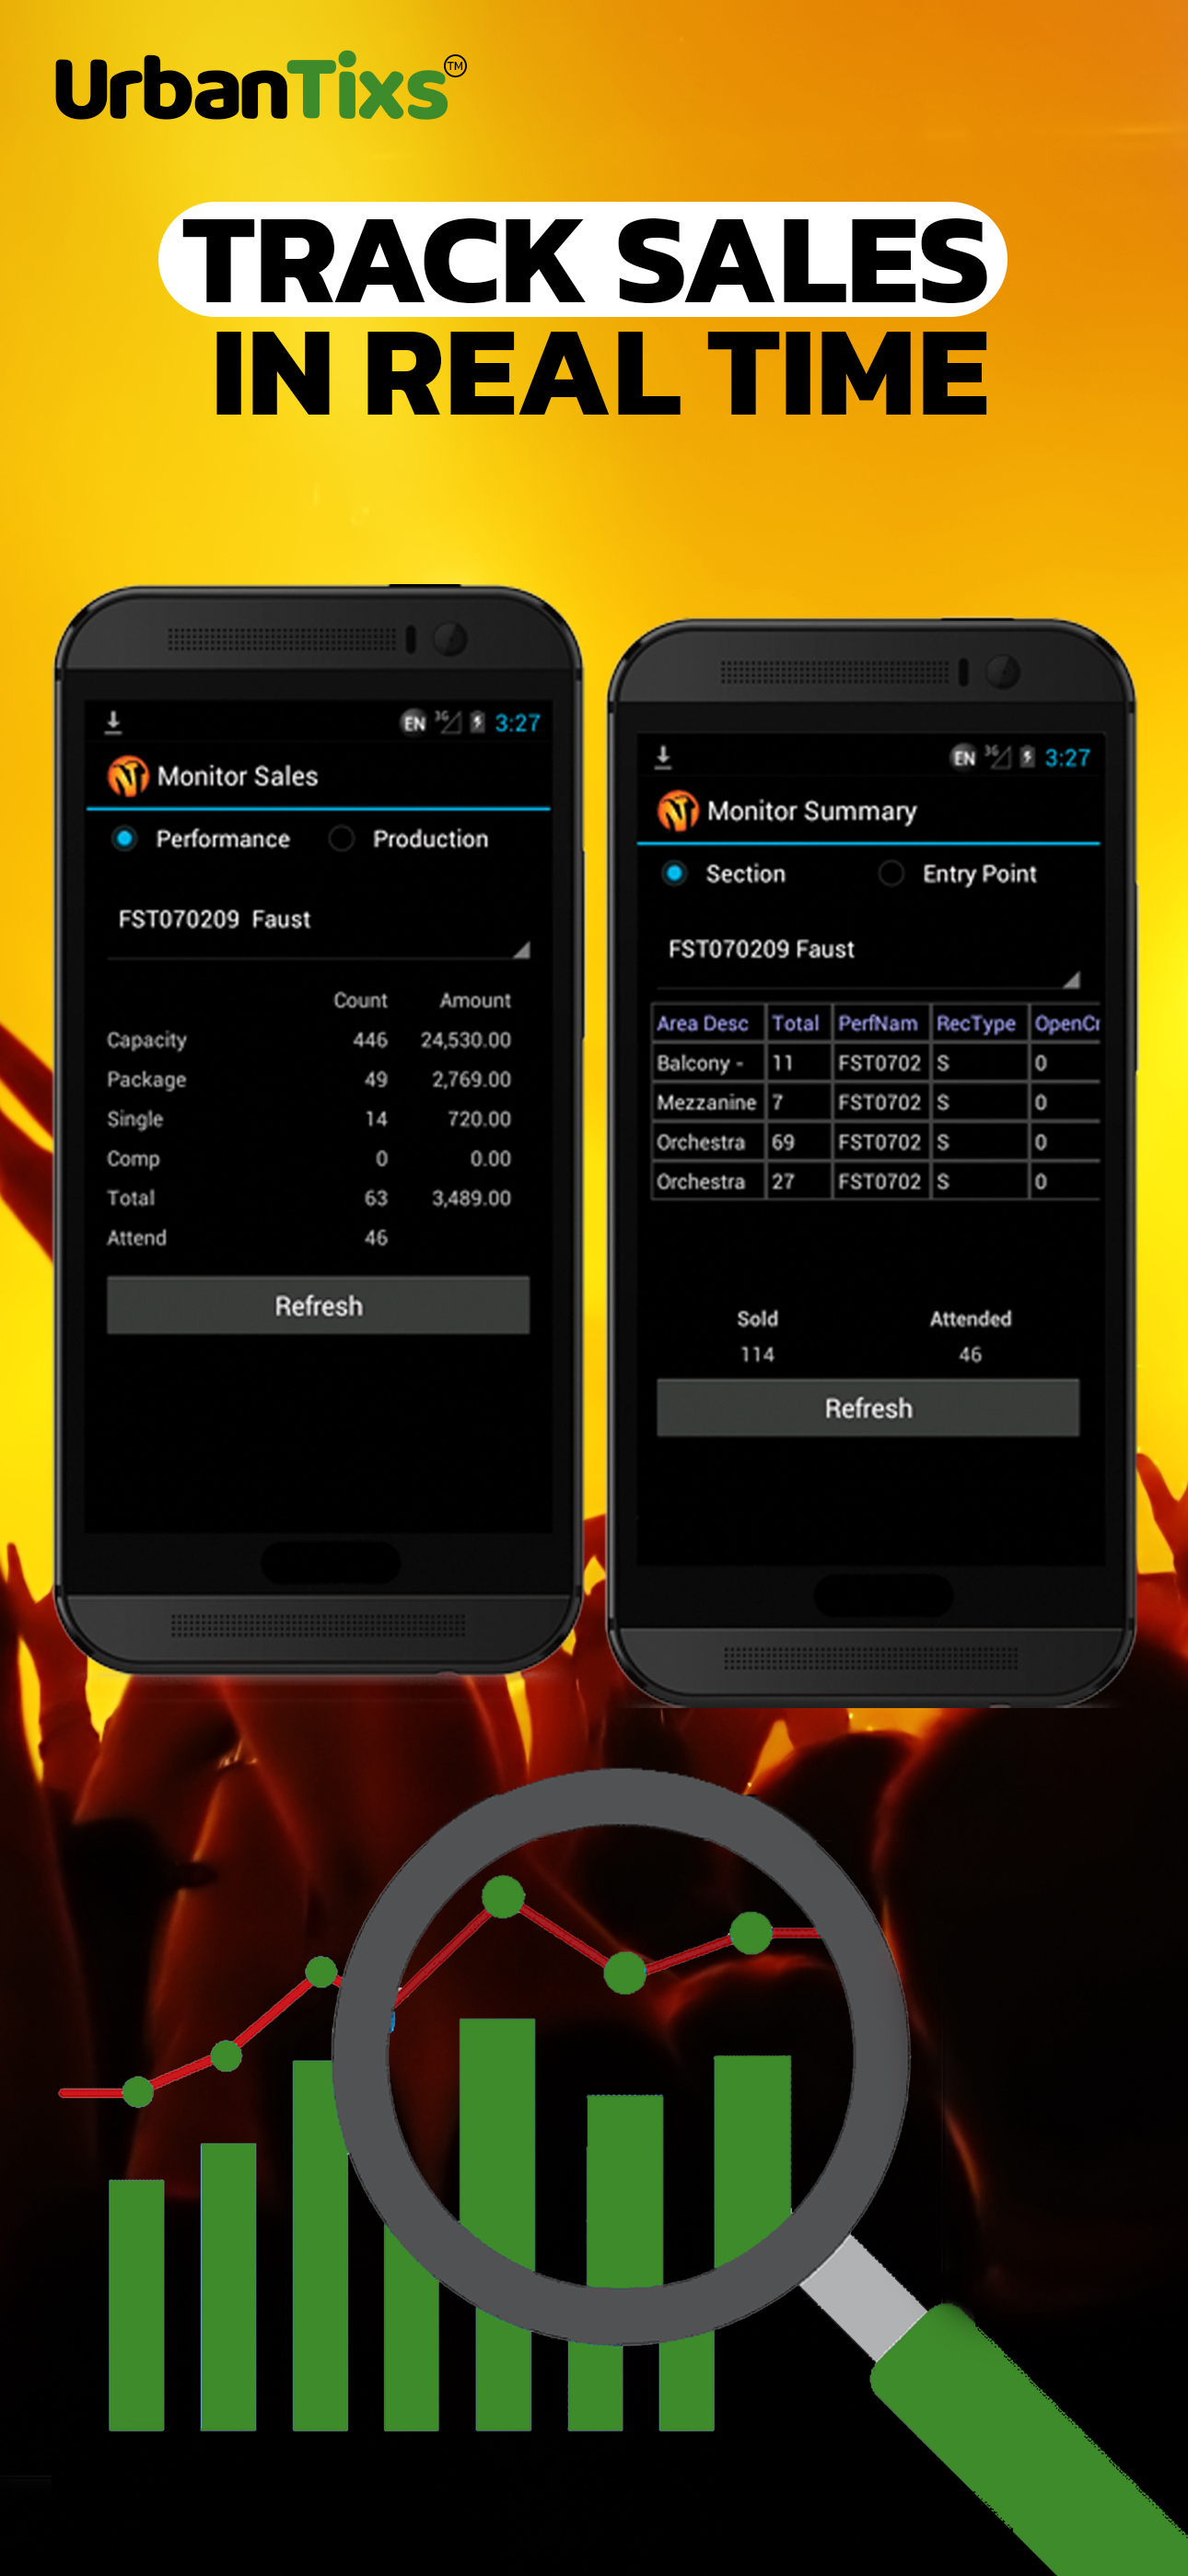 UrbanTixs™
TRACK SALES
IN REAL TIME
EN 3G 3:27
Monitor Sales
Performance Production
FST070209 Faust
Count Amount
Capacity 446 24,530.00
Package 49 2,769.00
Single 14 720.00
Comp 0 0.00
Total 63 3,489.00
Attend 46
Refresh
EN 3G 3:27
Monitor Summary
Section Entry Point
FST070209 Faust
Area Desc Total PerfNam RecType OpenCr
Balcony - 11 FST0702 S 0
Mezzanine 7 FST0702 S 0
Orchestra 69 FST0702 S 0
Orchestra 27 FST0702 S 0
Sold Attended
114 46
Refresh